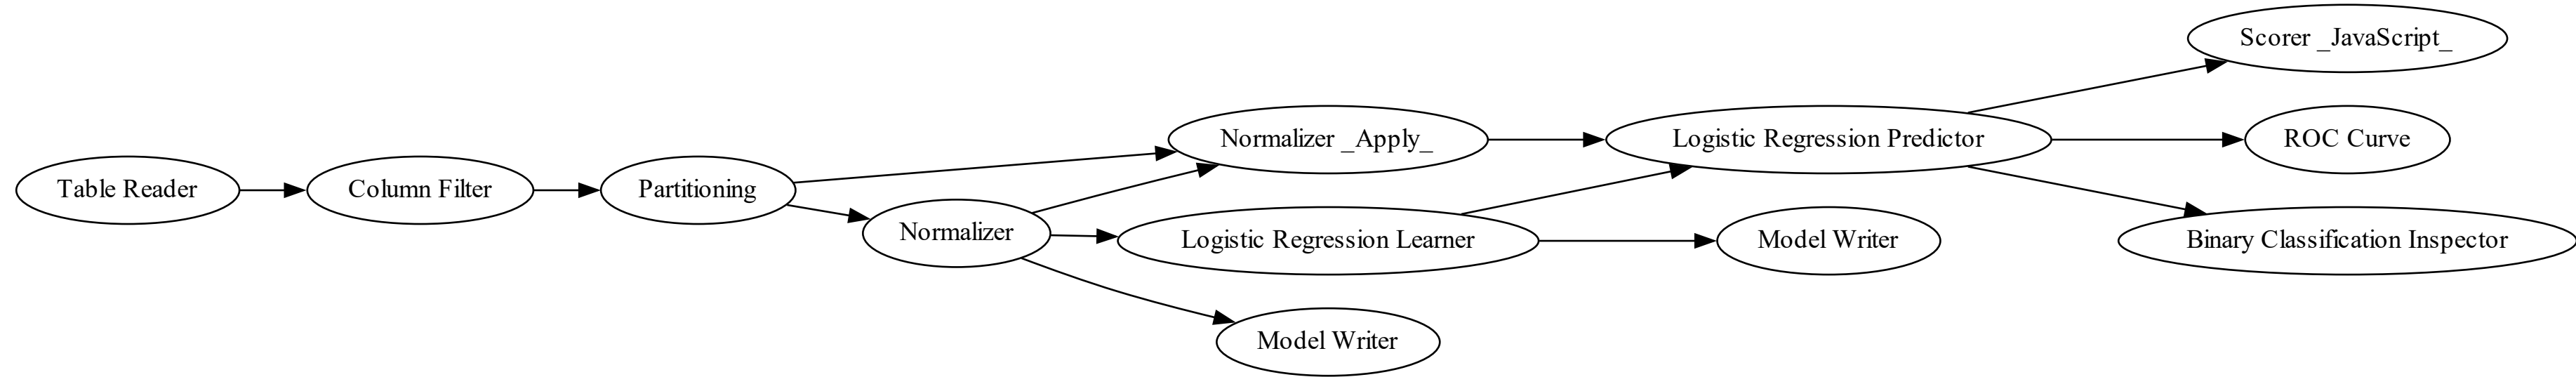 Table Reader
Column Filter
Partitioning
Normalizer
Normalizer _Apply_
Logistic Regression Learner
Model Writer
Logistic Regression Predictor
Model Writer
Scorer _JavaScript_
ROC Curve
Binary Classification Inspector